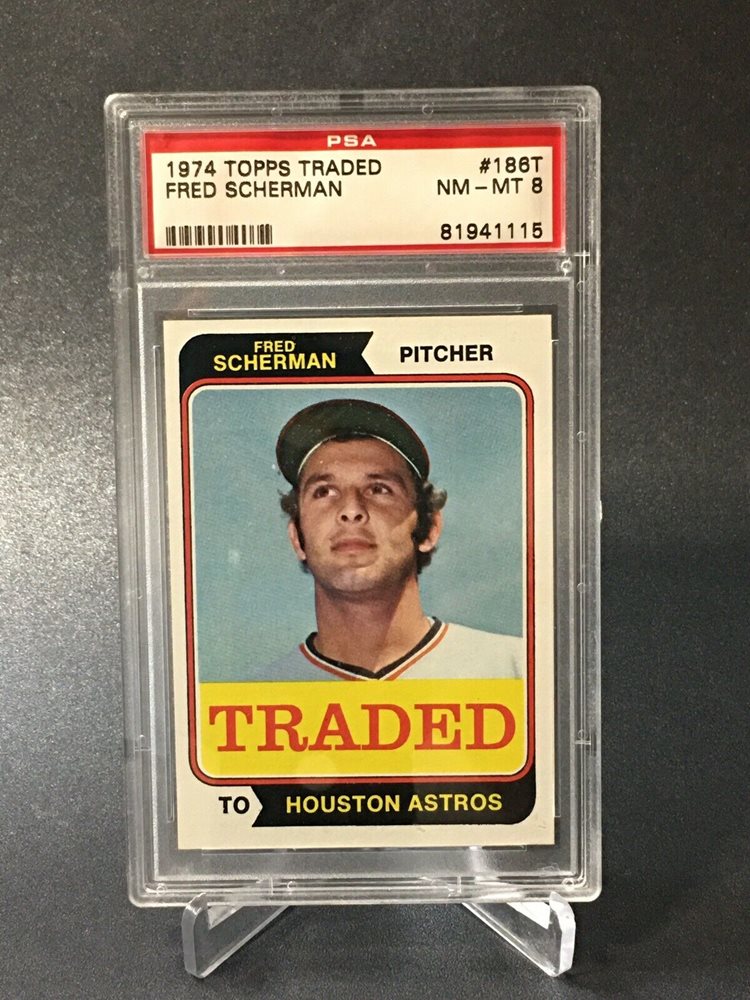 PSA
1974 TOPPS TRADED #186T
FRED SCHERMAN NM - MT 8
81941115
FRED
SCHERMAN
PITCHER
TRADED
TO HOUSTON ASTROS